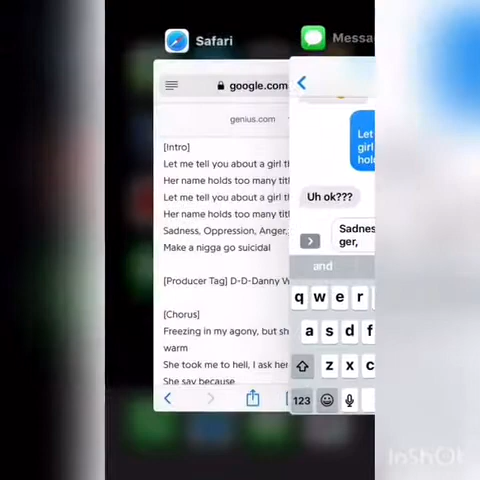 Safari
Messa
google.com
genius.com
[Intro]
Let me tell you about a girl th
Her name holds too many titl
Let me tell you about a girl th
Her name holds too many titl
Sadness, Oppression, Anger,
Make a nigga go suicidal
[Producer Tag] D-D-Danny W
[Chorus]
Freezing in my agony, but sh
warm
She took me to hell, I ask her
She say because
Let
girl
hol
Uh ok???
Sadnes
ger,
and
q w e r
a s d f
z x c
123
InShOt